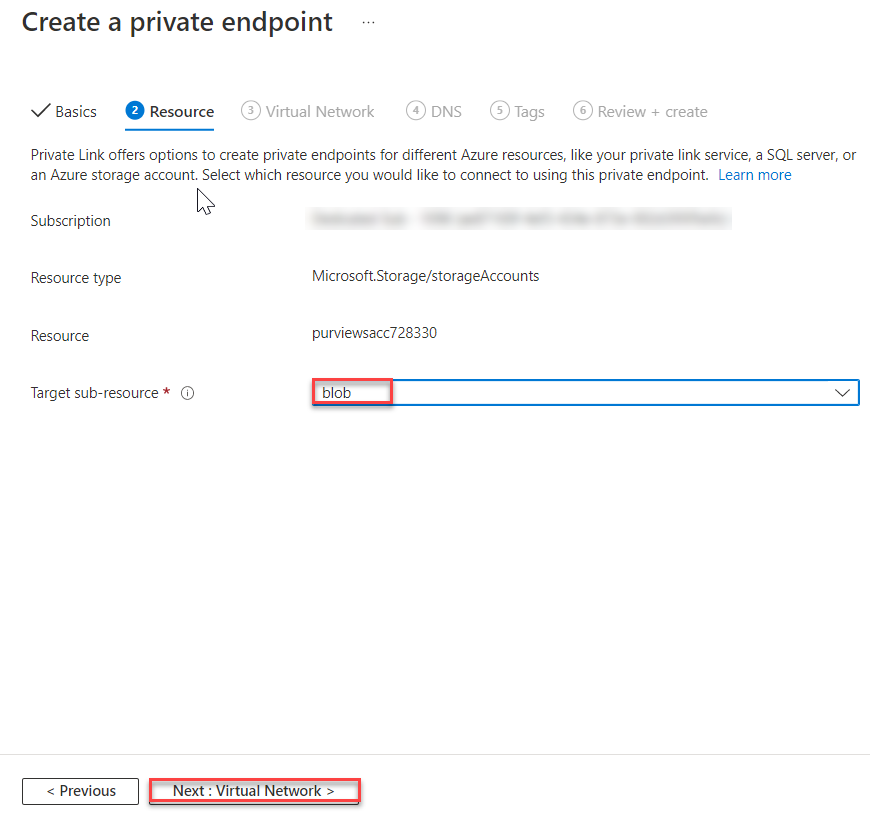 Create a private endpoint ...
Basics 2 Resource 3 Virtual Network 4 DNS 5 Tags 6 Review + create
Private Link offers options to create private endpoints for different Azure resources, like your private link service, a SQL server, or
an Azure storage account. Select which resource you would like to connect to using this private endpoint. Learn more
Subscription
Resource type Microsoft.Storage/storageAccounts
Resource purviewsacc728330
Target sub-resource * blob
< Previous Next : Virtual Network >